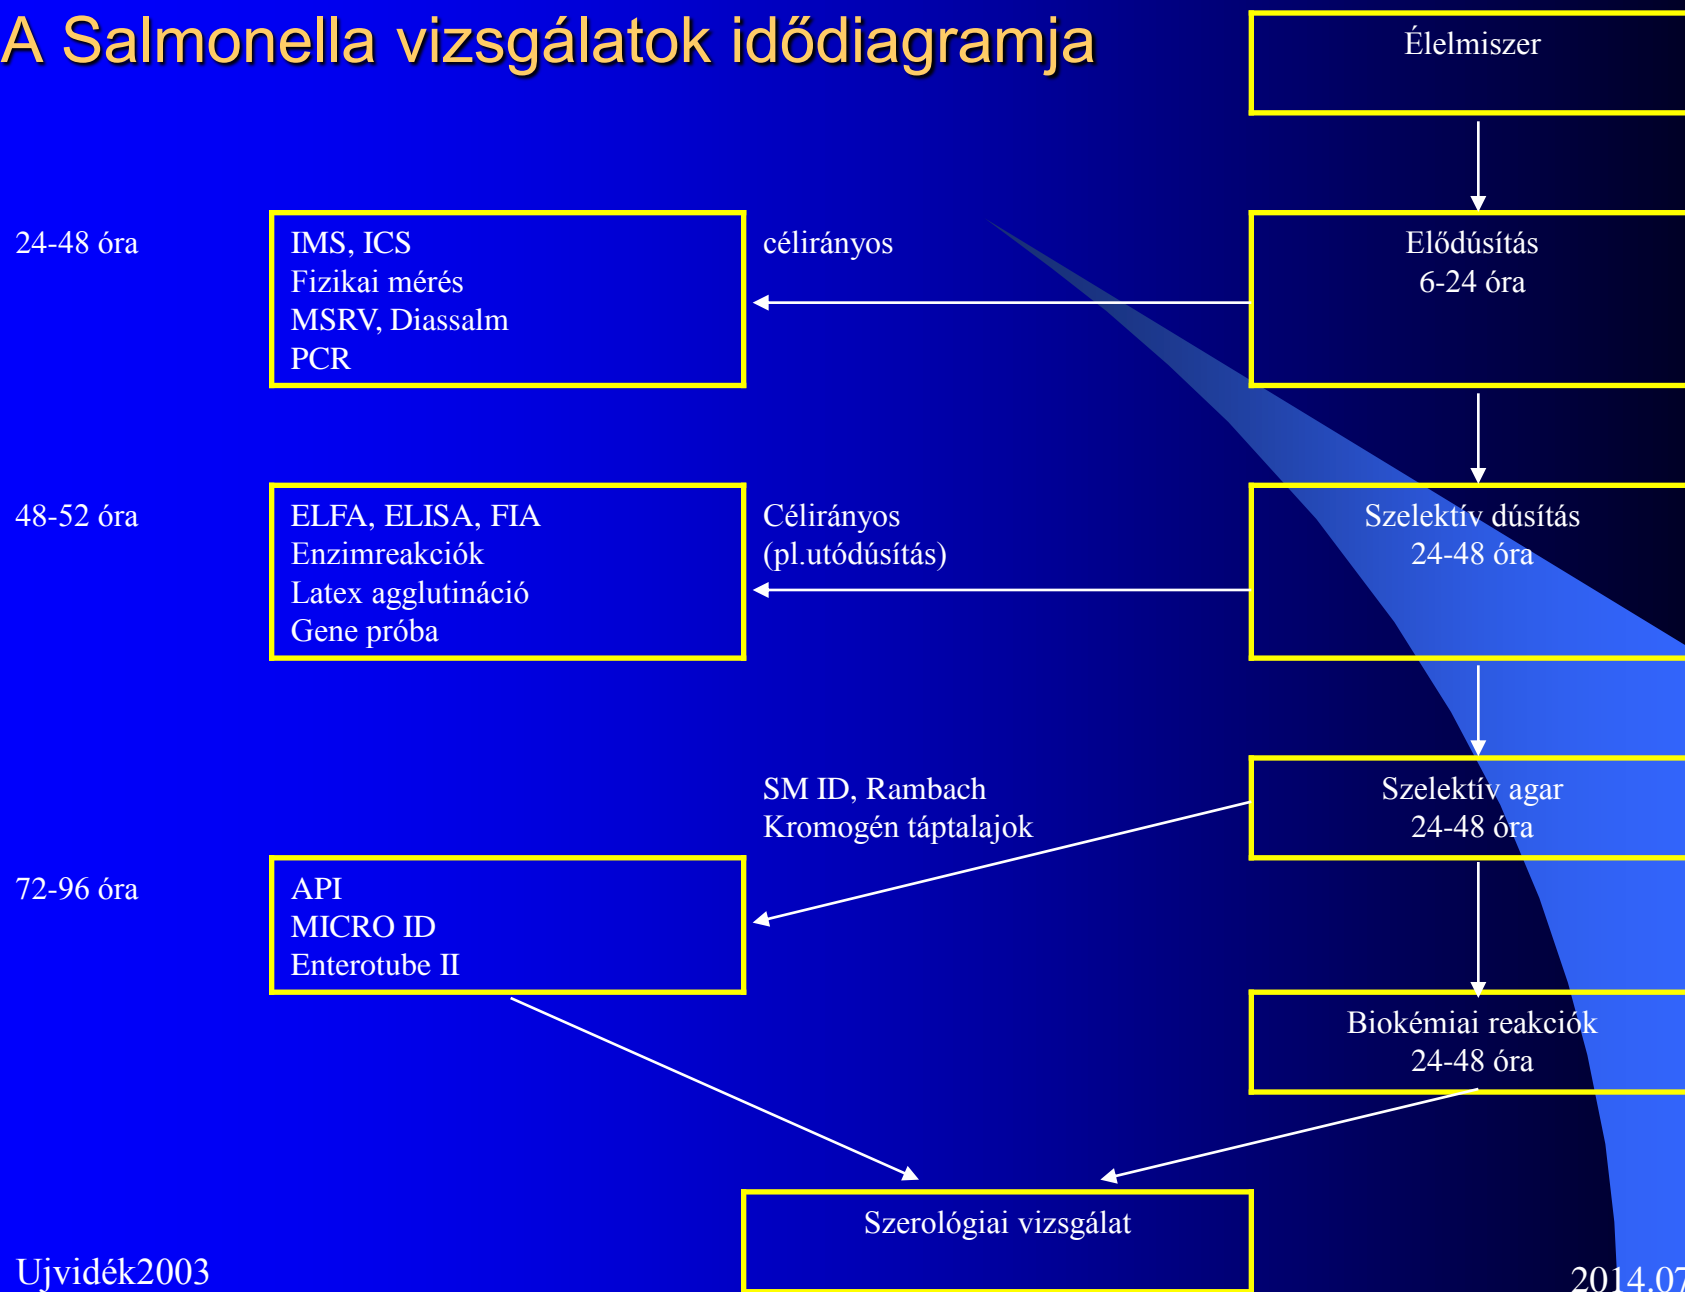 A Salmonella vizsgálatok idődiagramja
Élelmiszer
24-48 óra
IMS, ICS
Fizikai mérés
MSRV, Diassalm
PCR
célirányos
Elődúsítás
6-24 óra
48-52 óra
ELFA, ELISA, FIA
Enzimreakciók
Latex agglutináció
Gene próba
Célirányos
(pl.utódúsítás)
Szelektív dúsítás
24-48 óra
SM ID, Rambach
Kromogén táptalajok
Szelektív agar
24-48 óra
72-96 óra
API
MICRO ID
Enterotube II
Biokémiai reakciók
24-48 óra
Szerológiai vizsgálat
Ujvidék2003
2014.07